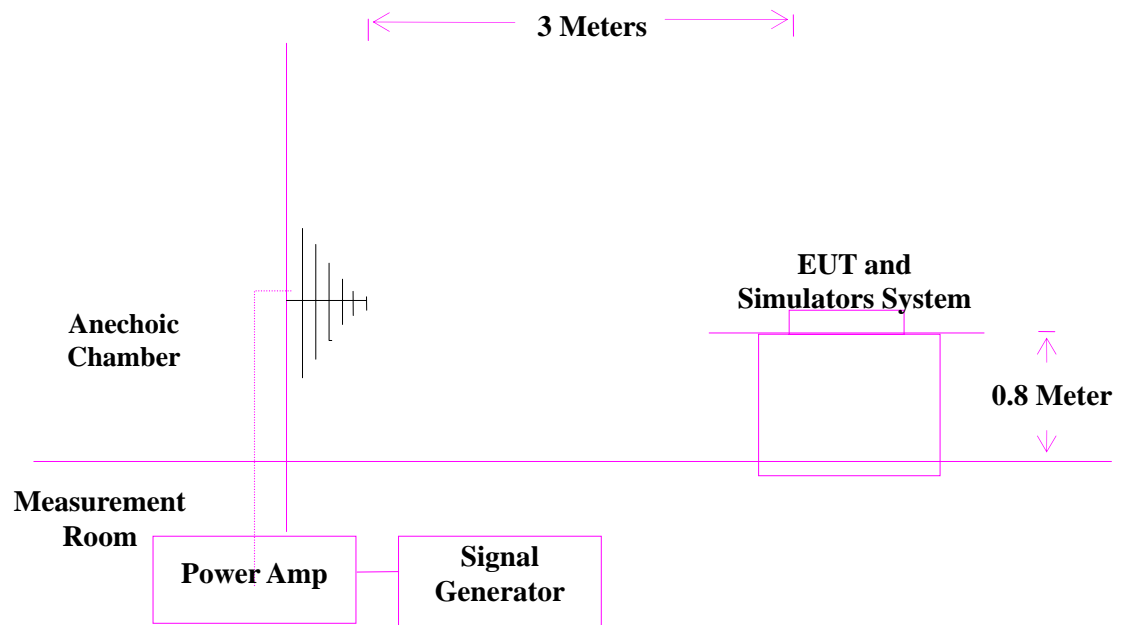 3 Meters
EUT and
Simulators System
Anechoic
Chamber
0.8 Meter
Measurement
Room
Power Amp
Signal
Generator